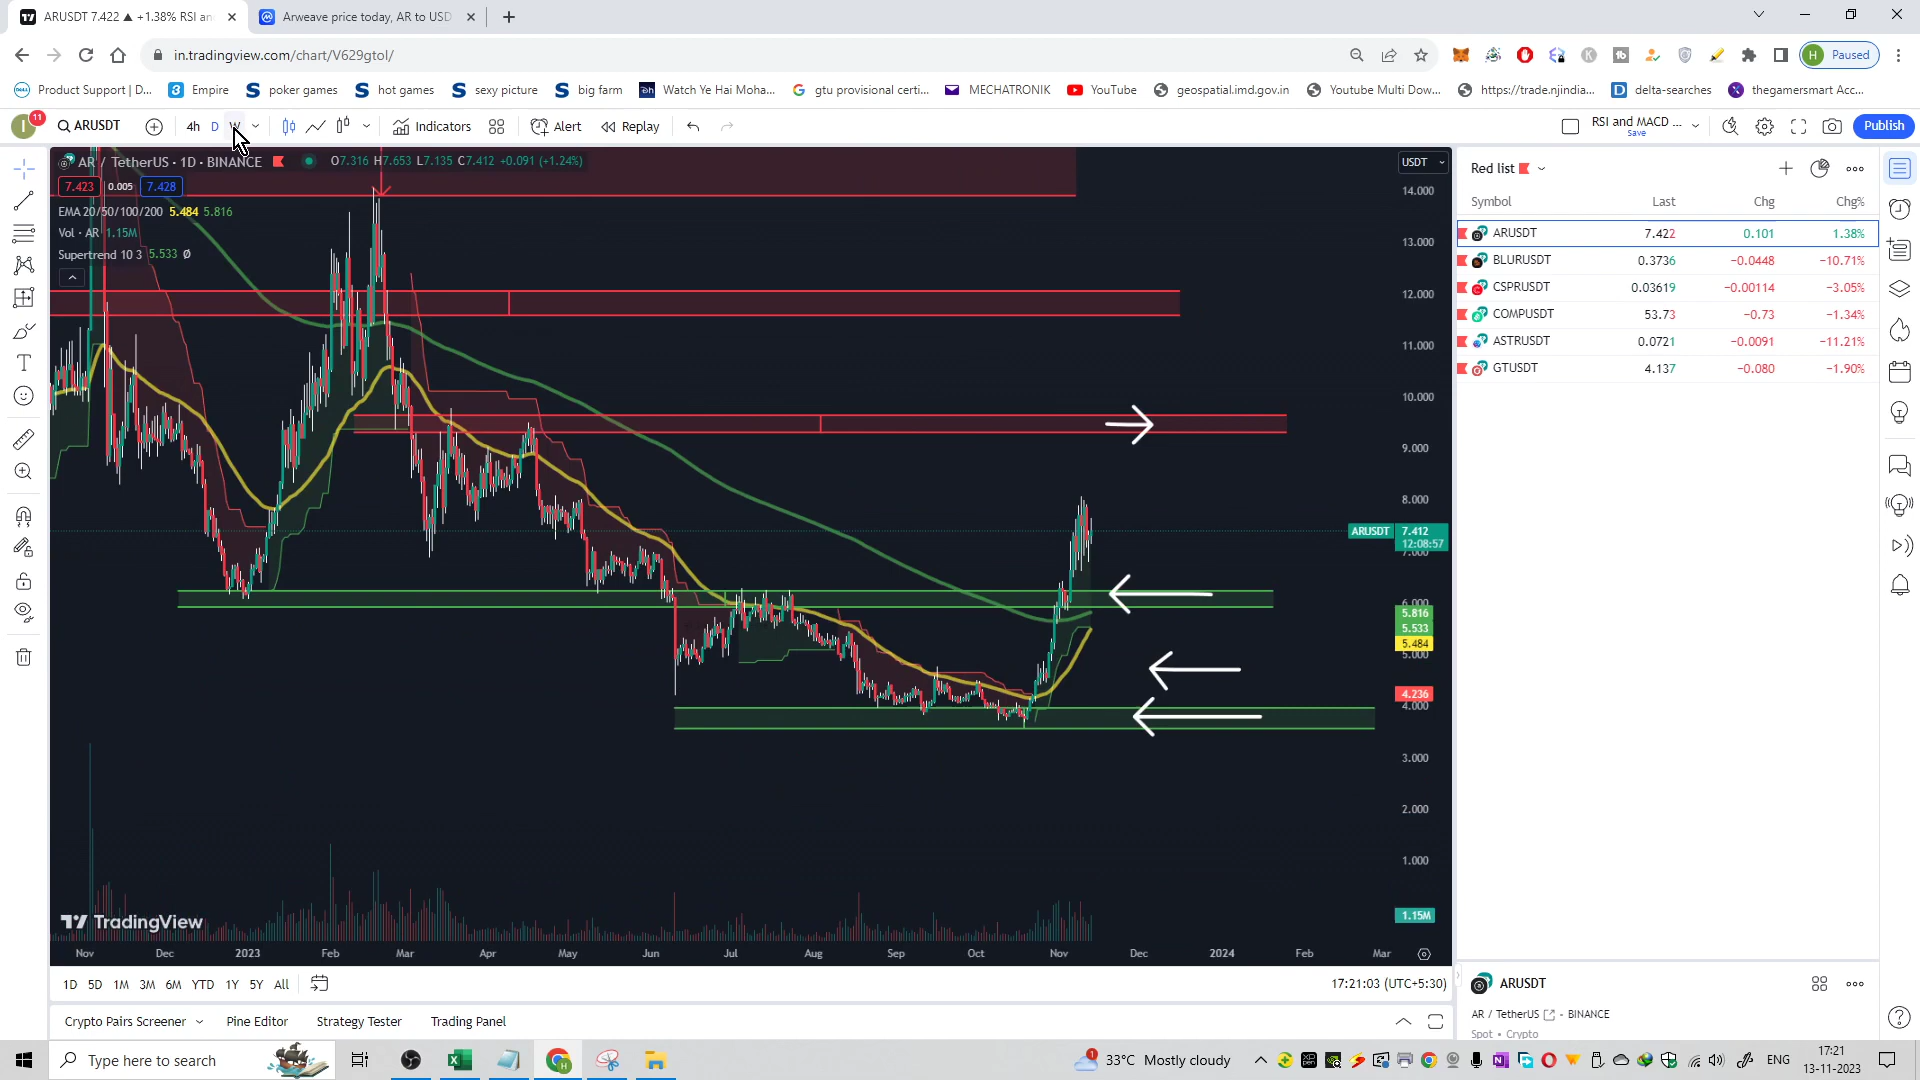 ARUSDT 7.422 ▲ +1.38% RSI an
Arweave price today, AR to USD
in.tradingview.com/chart/V629gtol/
H Paused
Product Support | D...
Empire
poker games
hot games
sexy picture
big farm
Watch Ye Hai Moha...
gtu provisional certi...
MECHATRONIK
YouTube
geospatial.imd.gov.in
Youtube Multi Dow...
https://trade.njindia...
delta-searches
thegamersmart Acc...
I 11
ARUSDT
4h D W
Indicators
Alert
Replay
RSI and MACD ...
Save
Publish
AR / TetherUS · 1D · BINANCE
O7.316 H7.653 L7.135 C7.412 +0.091 (+1.24%)
7.423 0.005 7.428
EMA 20/50/100/200 5.484 5.816
Vol · AR 1.15M
Supertrend 10 3 5.533 Ø
USDT
14.000
13.000
12.000
11.000
10.000
9.000
8.000
ARUSDT 7.412
12:08:57
7.000
6.000
5.816
5.533
5.484
5.000
4.236
4.000
3.000
2.000
1.000
1.15M
TradingView
Nov Dec 2023 Feb Mar Apr May Jun Jul Aug Sep Oct Nov Dec 2024 Feb Mar
1D 5D 1M 3M 6M YTD 1Y 5Y All
17:21:03 (UTC+5:30)
Crypto Pairs Screener
Pine Editor
Strategy Tester
Trading Panel
Red list
Symbol Last Chg Chg%
ARUSDT 7.422 0.101 1.38%
BLURUSDT 0.3736 −0.0448 −10.71%
CSPRUSDT 0.03619 −0.00114 −3.05%
COMPUSDT 53.73 −0.73 −1.34%
ASTRUSDT 0.0721 −0.0091 −11.21%
GTUSDT 4.137 −0.080 −1.90%
ARUSDT
AR / TetherUS · BINANCE
Spot · Crypto
Type here to search
33°C Mostly cloudy
ENG
17:21
13-11-2023